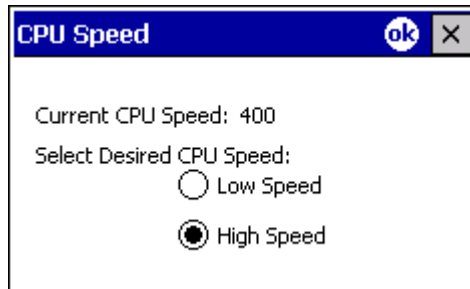 CPU Speed ok
Current CPU Speed: 400
Select Desired CPU Speed:
Low Speed
High Speed